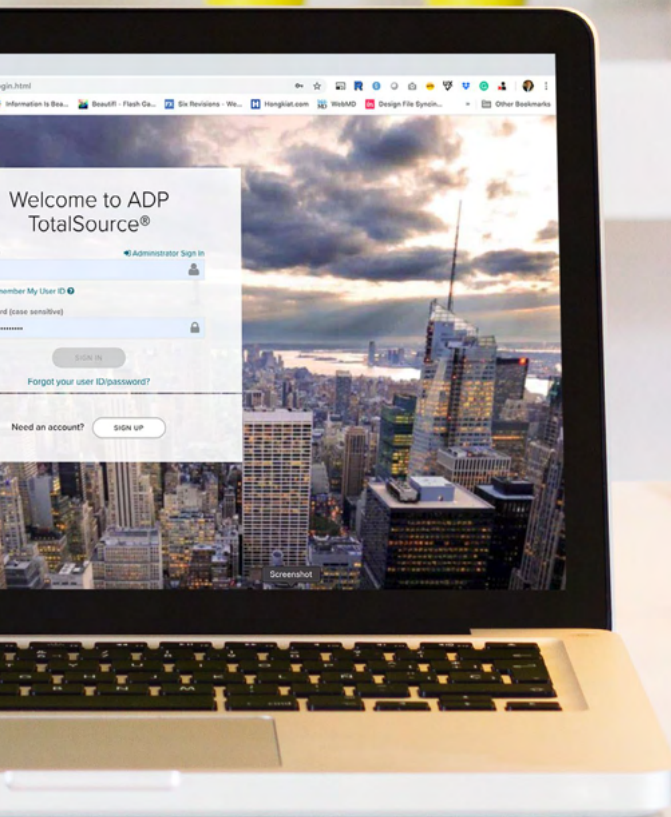 gin.html
Information Is Bea...
Beautifl - Flash Ga...
Six Revisions - We...
Hongkiat.com
WebMD
Design File Syncin...
»
Other Bookmarks
Welcome to ADP
TotalSource®
Administrator Sign In
member My User ID
rd (case sensitive)
SIGN IN
Forgot your user ID/password?
Need an account?
SIGN UP
Screenshot